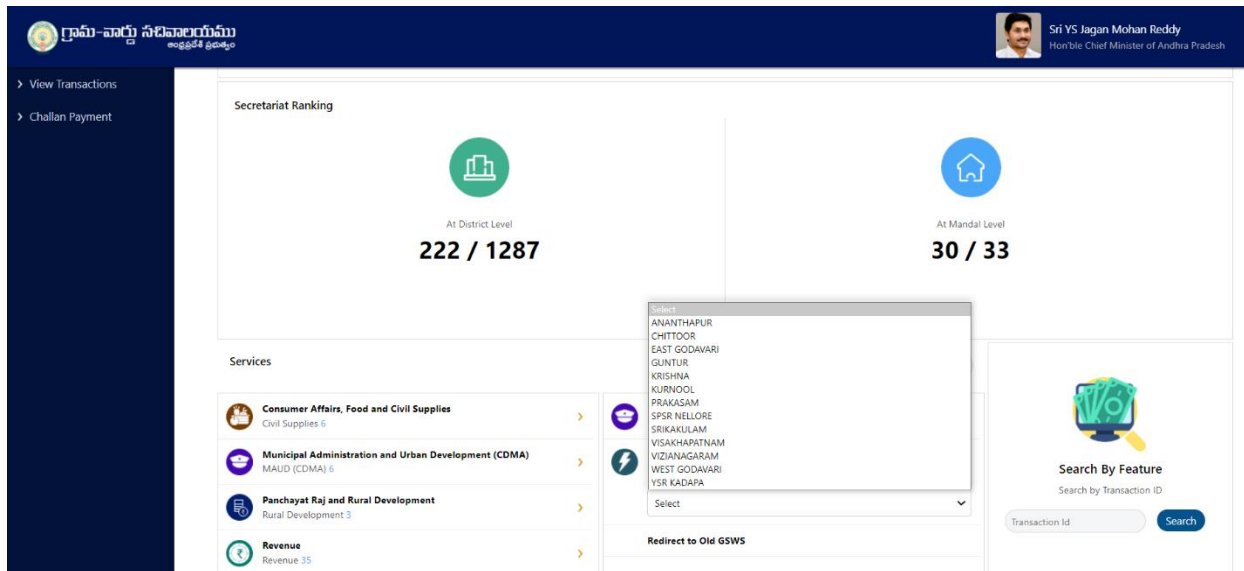 గ్రామ-వార్డు సచివాలయము
ఆంధ్రప్రదేశ్ ప్రభుత్వం
Sri YS Jagan Mohan Reddy
Hon'ble Chief Minister of Andhra Pradesh
View Transactions
Challan Payment
Secretariat Ranking
At District Level
222 / 1287
At Mandal Level
30 / 33
Services
Consumer Affairs, Food and Civil Supplies
Civil Supplies 6
Municipal Administration and Urban Development (CDMA)
MAUD (CDMA) 6
Panchayat Raj and Rural Development
Rural Development 3
Revenue
Revenue 35
Select
ANANTHAPUR
CHITTOOR
EAST GODAVARI
GUNTUR
KRISHNA
KURNOOL
PRAKASAM
SPSR NELLORE
SRIKAKULAM
VISAKHAPATNAM
VIZIANAGARAM
WEST GODAVARI
YSR KADAPA
Select
Redirect to Old GSWS
Search By Feature
Search by Transaction ID
Transaction Id
Search